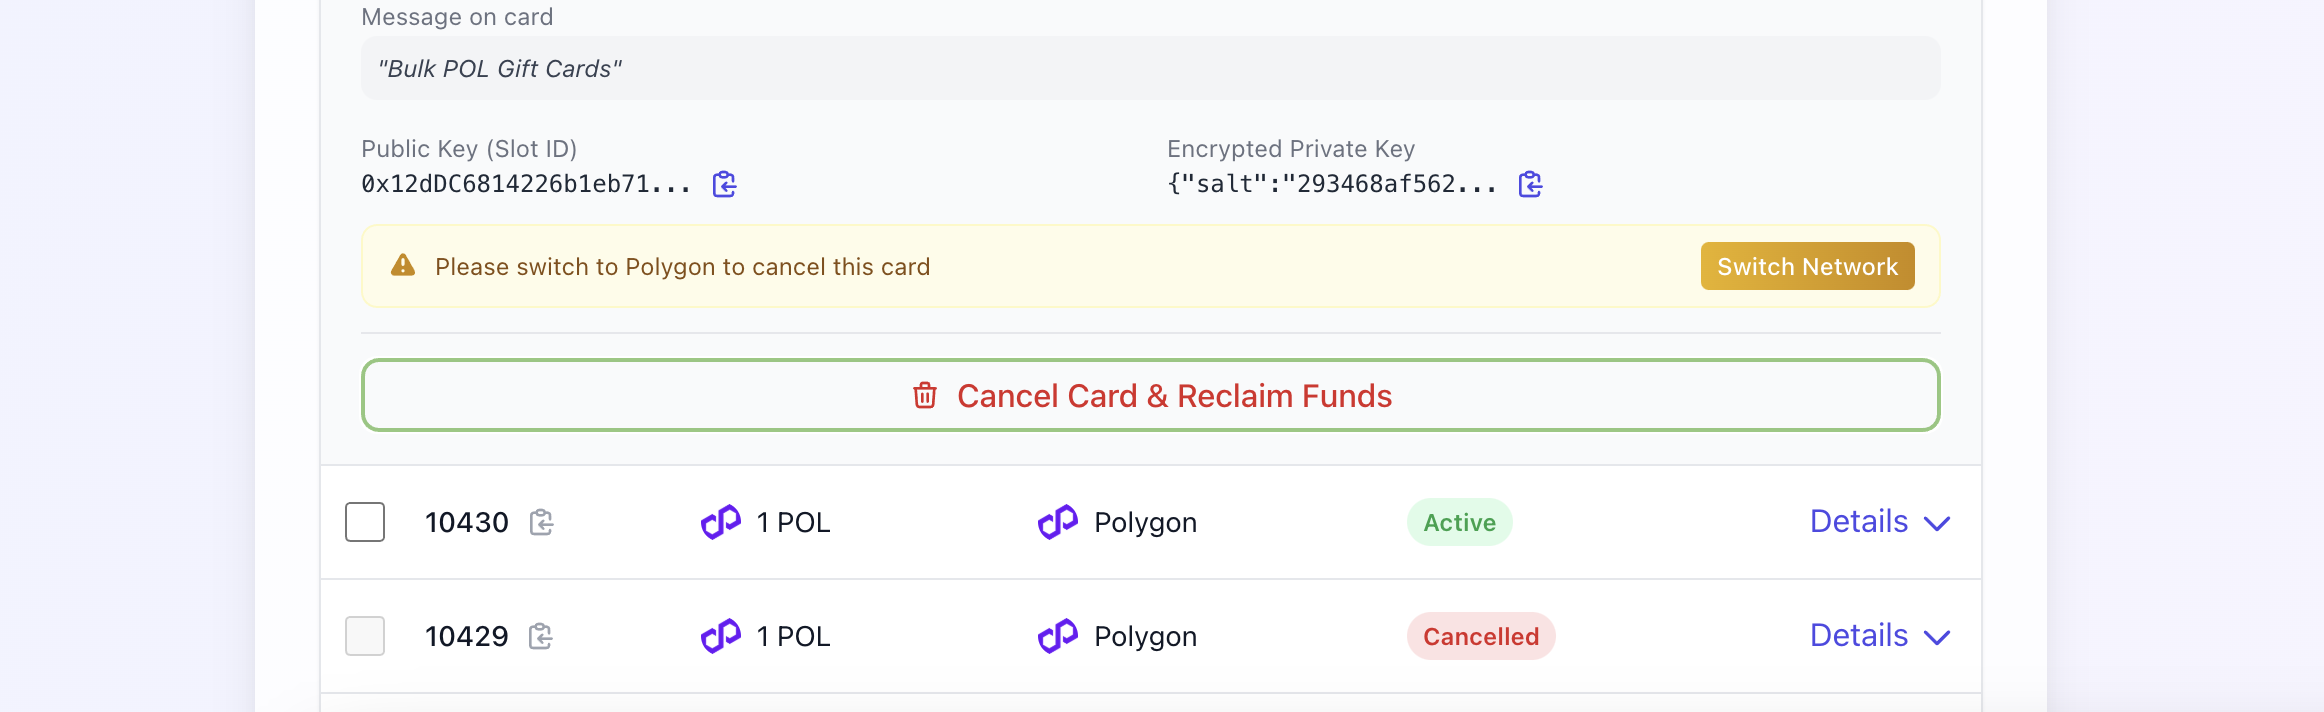 Message on card
"Bulk POL Gift Cards"
Public Key (Slot ID)
0x12dDC6814226b1eb71...
Encrypted Private Key
{"salt":"293468af562...
Please switch to Polygon to cancel this card
Switch Network
Cancel Card & Reclaim Funds
10430 1 POL Polygon Active Details
10429 1 POL Polygon Cancelled Details